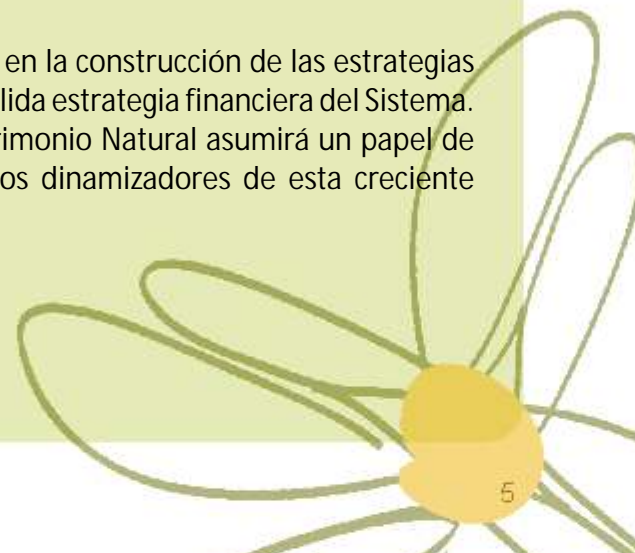 en la construcción de las estrategias
lida estrategia financiera del Sistema.
rimonio Natural asumirá un papel de
os dinamizadores de esta creciente
5